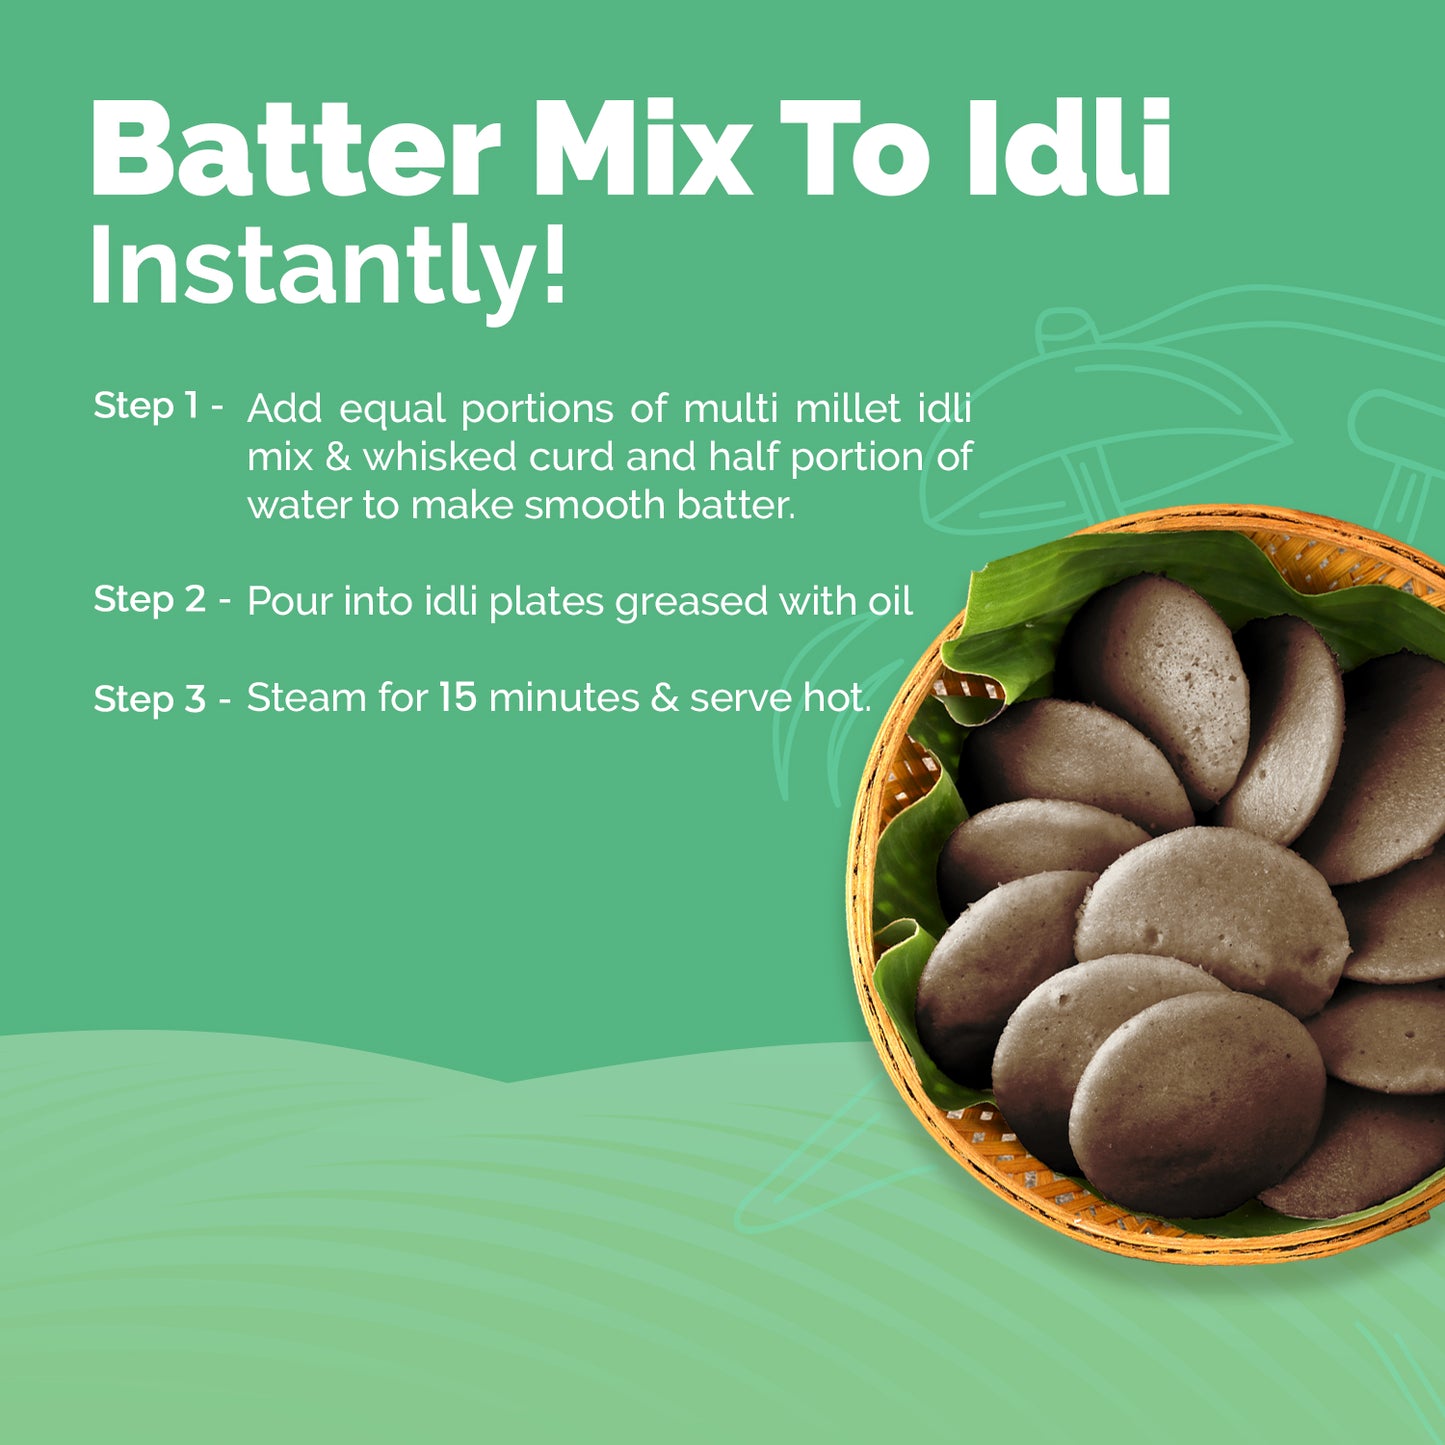 Batter Mix To Idli
Instantly!
Step 1 - Add equal portions of multi millet idli
mix & whisked curd and half portion of
water to make smooth batter.
Step 2 - Pour into idli plates greased with oil
Step 3 - Steam for 15 minutes & serve hot.